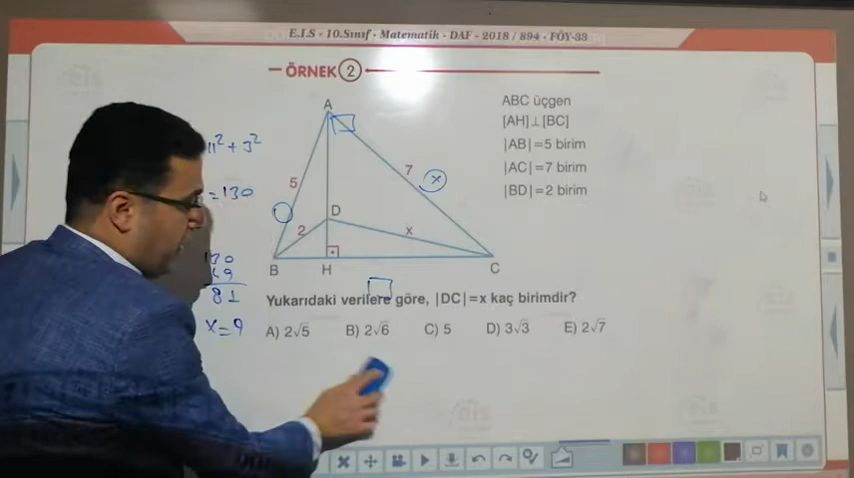 E.I.S - 10.Sınıf - Matematik - DAF - 2018 / 894 - FÖY-33
ÖRNEK 2
ABC üçgen
[AH]⊥[BC]
|AB|=5 birim
|AC|=7 birim
|BD|=2 birim
A
5
7
x
D
2
x
B
H
C
11² + 3²
=130
81
x=9
Yukarıdaki verilere göre, |DC|=x kaç birimdir?
A) 2√5 B) 2√6 C) 5 D) 3√3 E) 2√7